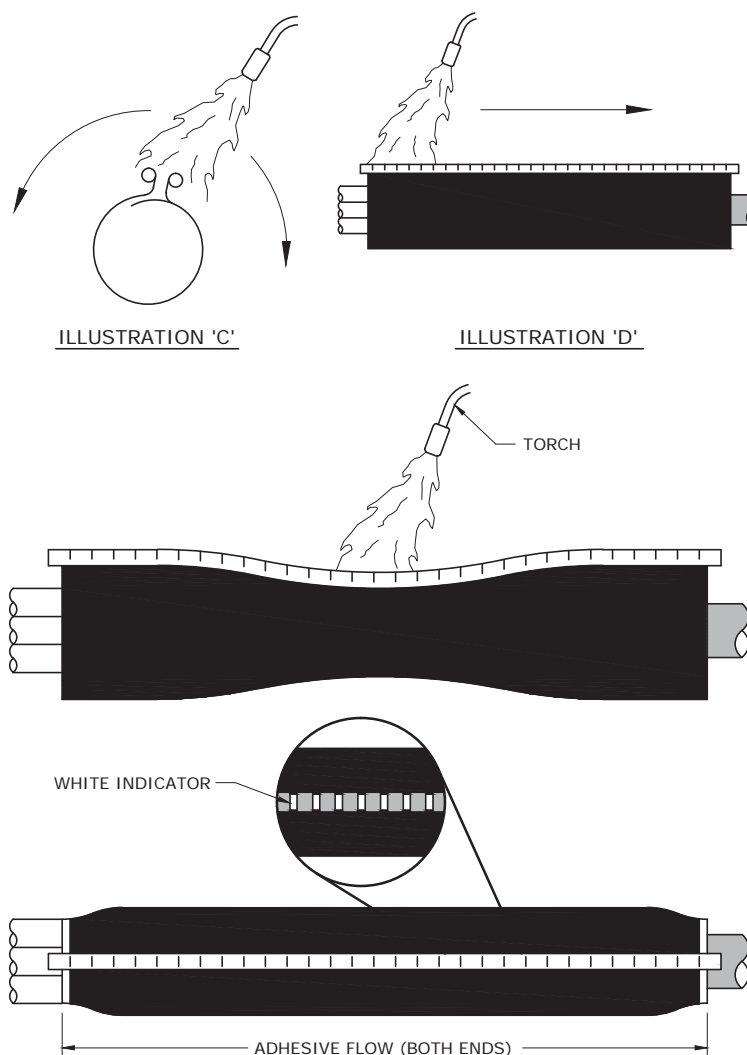 ILLUSTRATION 'C'
ILLUSTRATION 'D'
TORCH
WHITE INDICATOR
ADHESIVE FLOW (BOTH ENDS)